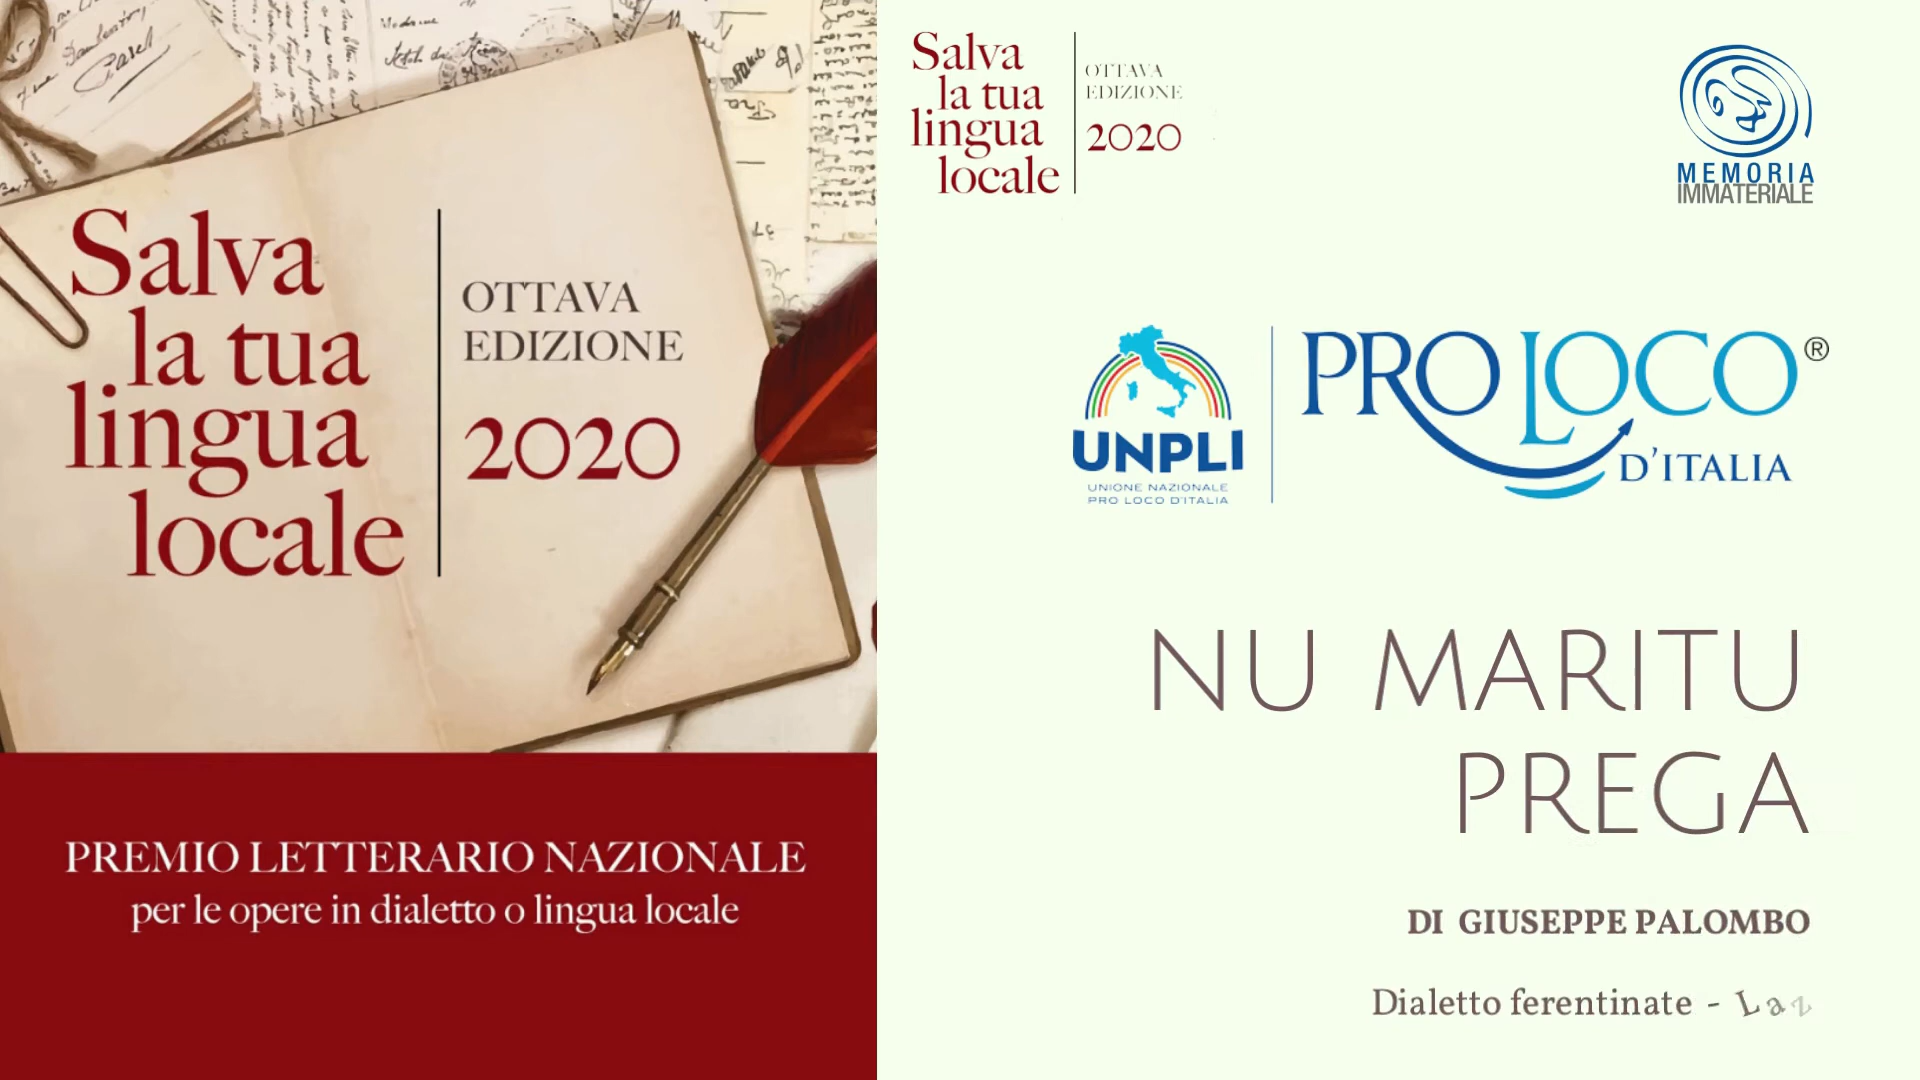 Salva
la tua
lingua
locale
OTTAVA
EDIZIONE
2020
PREMIO LETTERARIO NAZIONALE
per le opere in dialetto o lingua locale
Salva
la tua
lingua
locale
OTTAVA
EDIZIONE
2020
MEMORIA
IMMATERIALE
UNPLI
UNIONE NAZIONALE
PRO LOCO D'ITALIA
PRO LOCO®
D'ITALIA
NU MARITU
PREGA
DI GIUSEPPE PALOMBO
Dialetto ferentinate - Laz